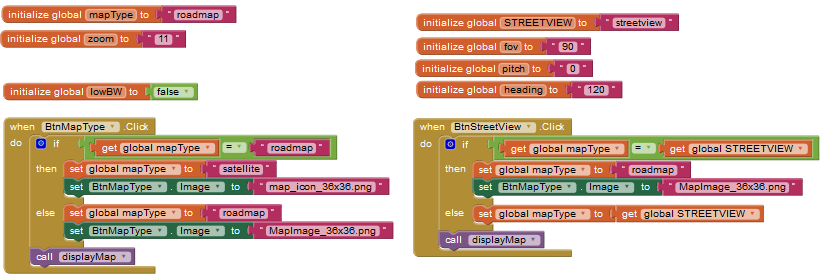 initialize global mapType to " roadmap "
initialize global zoom to " 11 "
initialize global lowBW to false
when BtnMapType .Click
do if get global mapType = " roadmap "
then set global mapType to " satellite "
set BtnMapType . Image to " map_icon_36x36.png "
else set global mapType to " roadmap "
set BtnMapType . Image to " MapImage_36x36.png "
call displayMap
initialize global STREETVIEW to " streetview "
initialize global fov to " 90 "
initialize global pitch to " 0 "
initialize global heading to " 120 "
when BtnStreetView .Click
do if get global mapType = get global STREETVIEW
then set global mapType to " roadmap "
set BtnMapType . Image to " MapImage_36x36.png "
else set global mapType to get global STREETVIEW
call displayMap